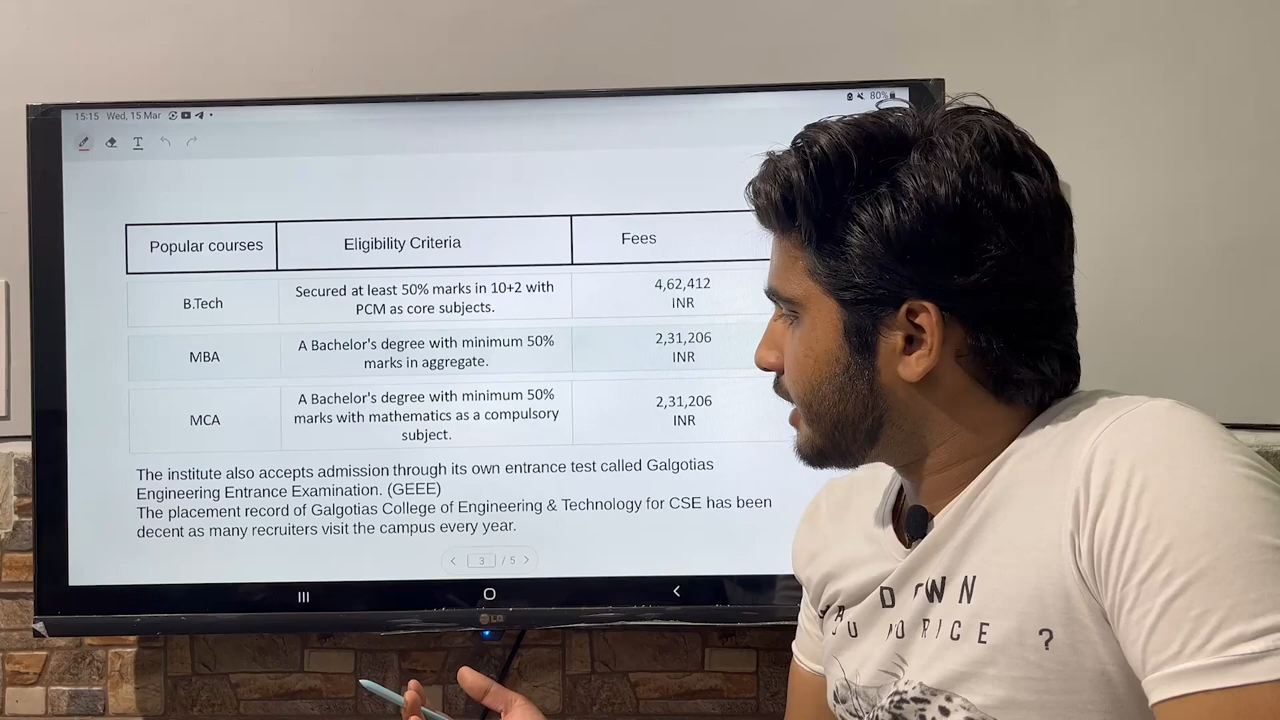 15:15 Wed, 15 Mar
80%
T
Popular courses Eligibility Criteria Fees
B.Tech
Secured at least 50% marks in 10+2 with
PCM as core subjects.
4,62,412
INR
MBA
A Bachelor's degree with minimum 50%
marks in aggregate.
2,31,206
INR
MCA
A Bachelor's degree with minimum 50%
marks with mathematics as a compulsory
subject.
2,31,206
INR
The institute also accepts admission through its own entrance test called Galgotias
Engineering Entrance Examination. (GEEE)
The placement record of Galgotias College of Engineering & Technology for CSE has been
decent as many recruiters visit the campus every year.
< 3 / 5 >
LG
?